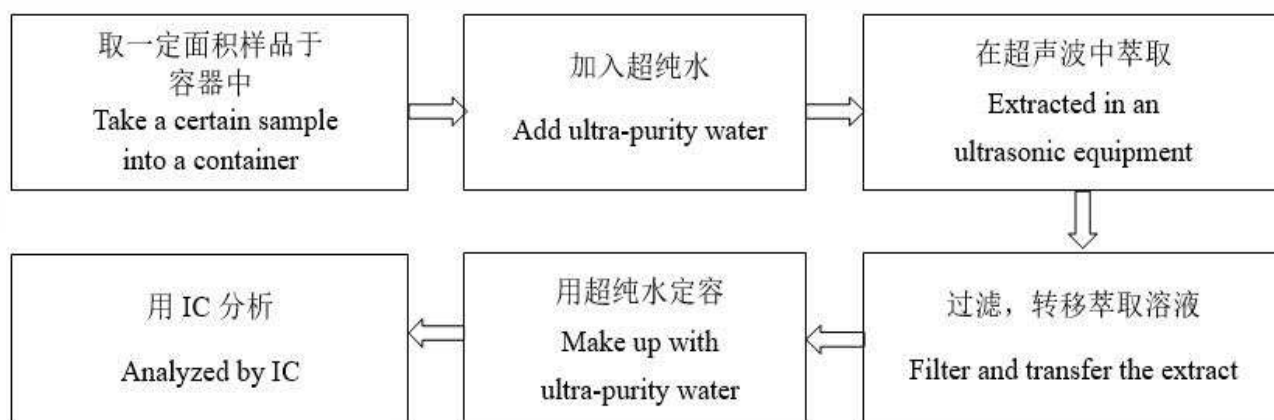 取一定面积样品于
容器中
Take a certain sample
into a container
加入超纯水
Add ultra-purity water
在超声波中萃取
Extracted in an
ultrasonic equipment
过滤，转移萃取溶液
Filter and transfer the extract
用超纯水定容
Make up with
ultra-purity water
用 IC 分析
Analyzed by IC